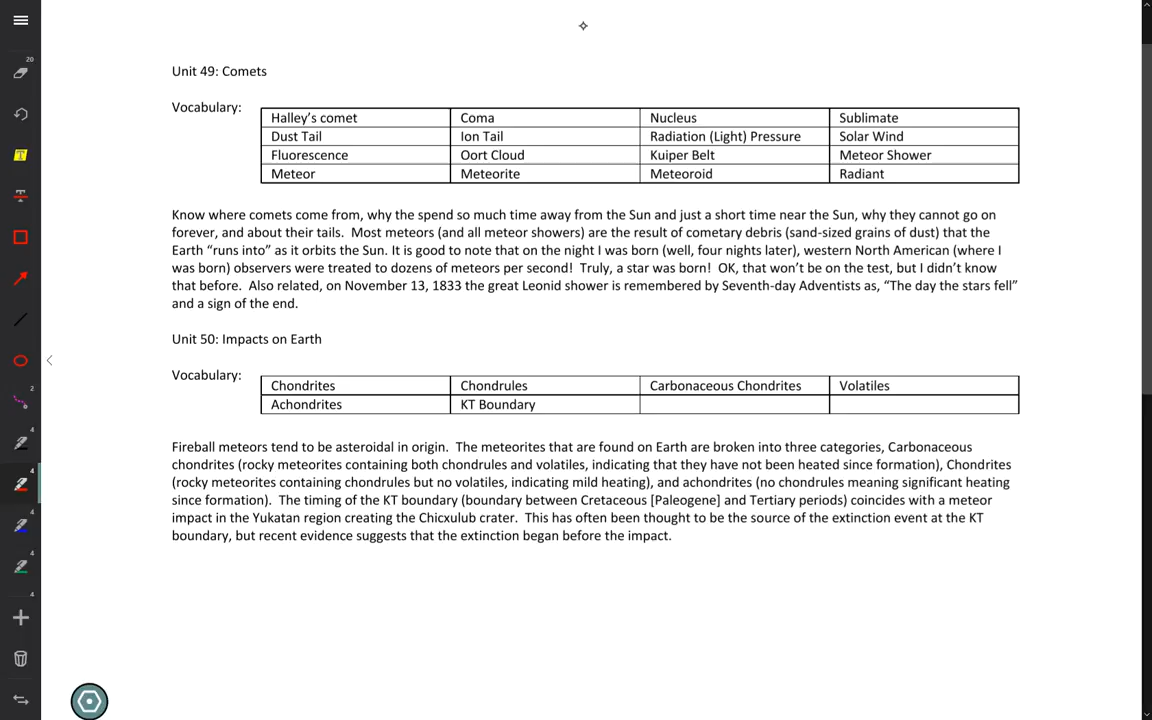 Unit 49: Comets
Vocabulary:
Halley's comet Coma Nucleus Sublimate
Dust Tail Ion Tail Radiation (Light) Pressure Solar Wind
Fluorescence Oort Cloud Kuiper Belt Meteor Shower
Meteor Meteorite Meteoroid Radiant
Know where comets come from, why the spend so much time away from the Sun and just a short time near the Sun, why they cannot go on
forever, and about their tails.  Most meteors (and all meteor showers) are the result of cometary debris (sand-sized grains of dust) that the
Earth “runs into” as it orbits the Sun. It is good to note that on the night I was born (well, four nights later), western North American (where I
was born) observers were treated to dozens of meteors per second!  Truly, a star was born!  OK, that won't be on the test, but I didn't know
that before.  Also related, on November 13, 1833 the great Leonid shower is remembered by Seventh-day Adventists as, “The day the stars fell”
and a sign of the end.
Unit 50: Impacts on Earth
Vocabulary:
Chondrites Chondrules Carbonaceous Chondrites Volatiles
Achondrites KT Boundary
Fireball meteors tend to be asteroidal in origin.  The meteorites that are found on Earth are broken into three categories, Carbonaceous
chondrites (rocky meteorites containing both chondrules and volatiles, indicating that they have not been heated since formation), Chondrites
(rocky meteorites containing chondrules but no volatiles, indicating mild heating), and achondrites (no chondrules meaning significant heating
since formation).  The timing of the KT boundary (boundary between Cretaceous [Paleogene] and Tertiary periods) coincides with a meteor
impact in the Yukatan region creating the Chicxulub crater.  This has often been thought to be the source of the extinction event at the KT
boundary, but recent evidence suggests that the extinction began before the impact.
20
T
T
2
4
4
4
4
4